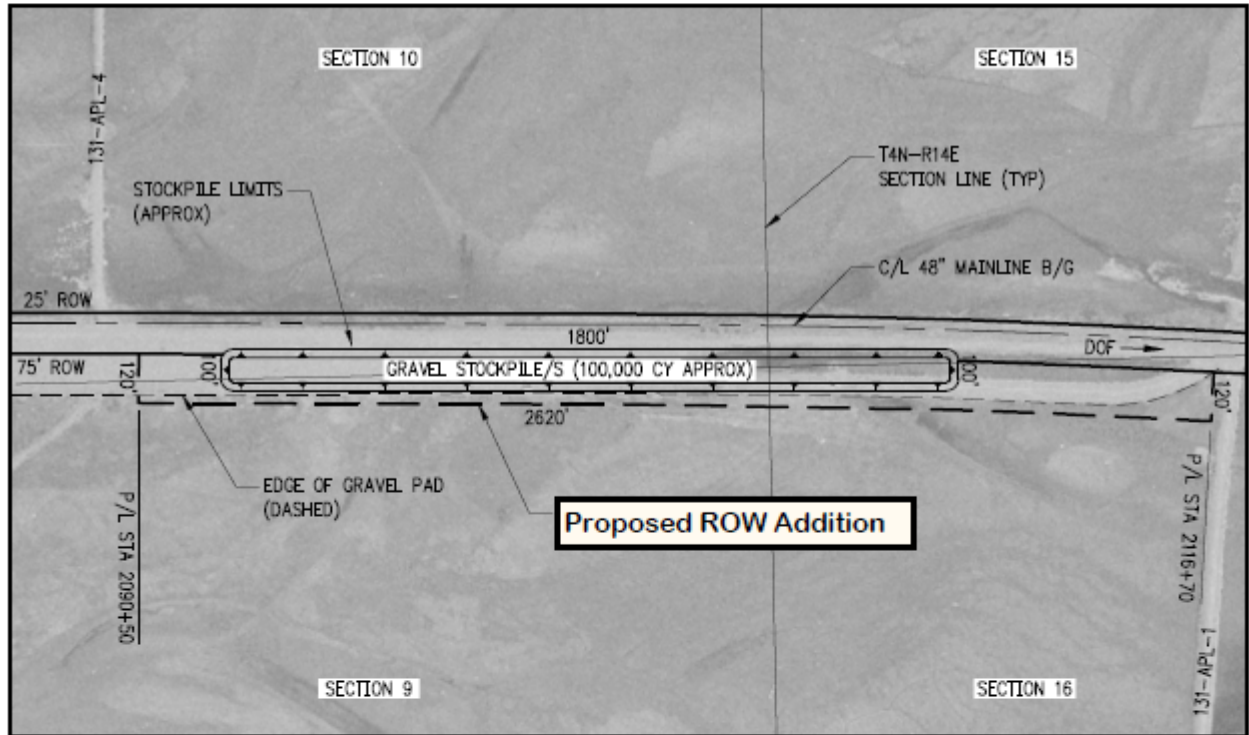 SECTION 10
SECTION 15
131-APL-4
T4N-R14E
SECTION LINE (TYP)
STOCKPILE LIMITS
(APPROX)
C/L 48" MAINLINE B/G
25' ROW
1800'
DOF
75' ROW
120'
100'
GRAVEL STOCKPILE/S (100,000 CY APPROX)
100'
120'
2620'
EDGE OF GRAVEL PAD
(DASHED)
Proposed ROW Addition
P/L STA 2090+50
P/L STA 2116+70
131-APL-1
SECTION 9
SECTION 16